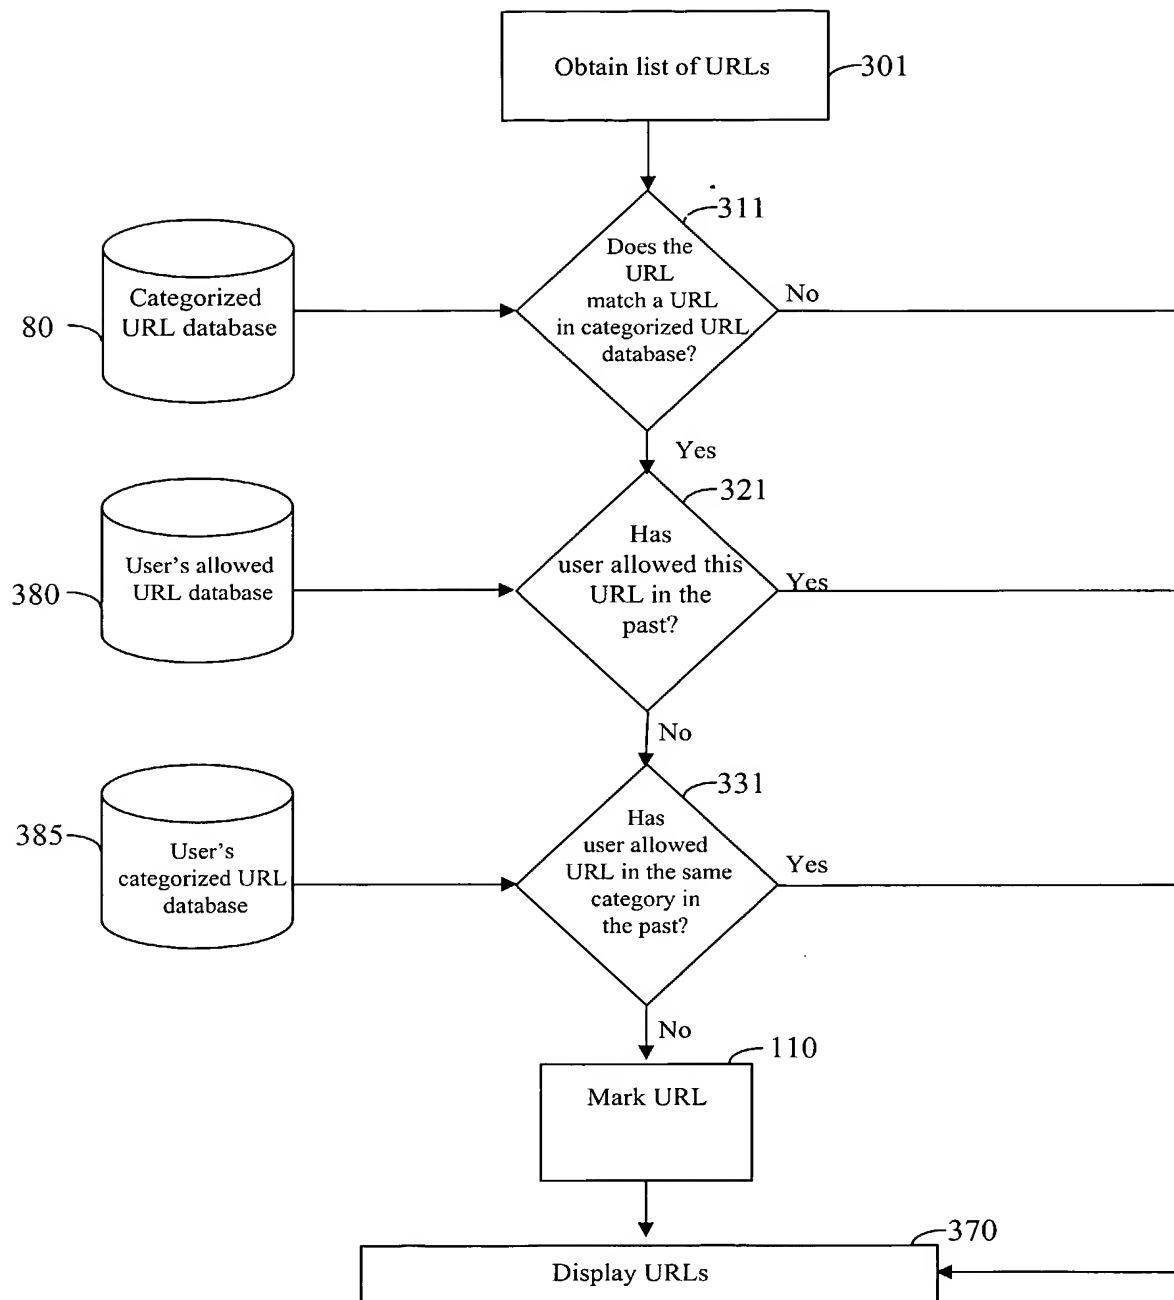 Obtain list of URLs
301
311
Does the
URL
match a URL
in categorized URL
database?
No
Categorized
URL database
80
Yes
321
Has
user allowed this
URL in the
past?
Yes
User's allowed
URL database
380
No
331
Has
user allowed
URL in the same
category in
the past?
Yes
385
User's
categorized URL
database
No
110
Mark URL
370
Display URLs